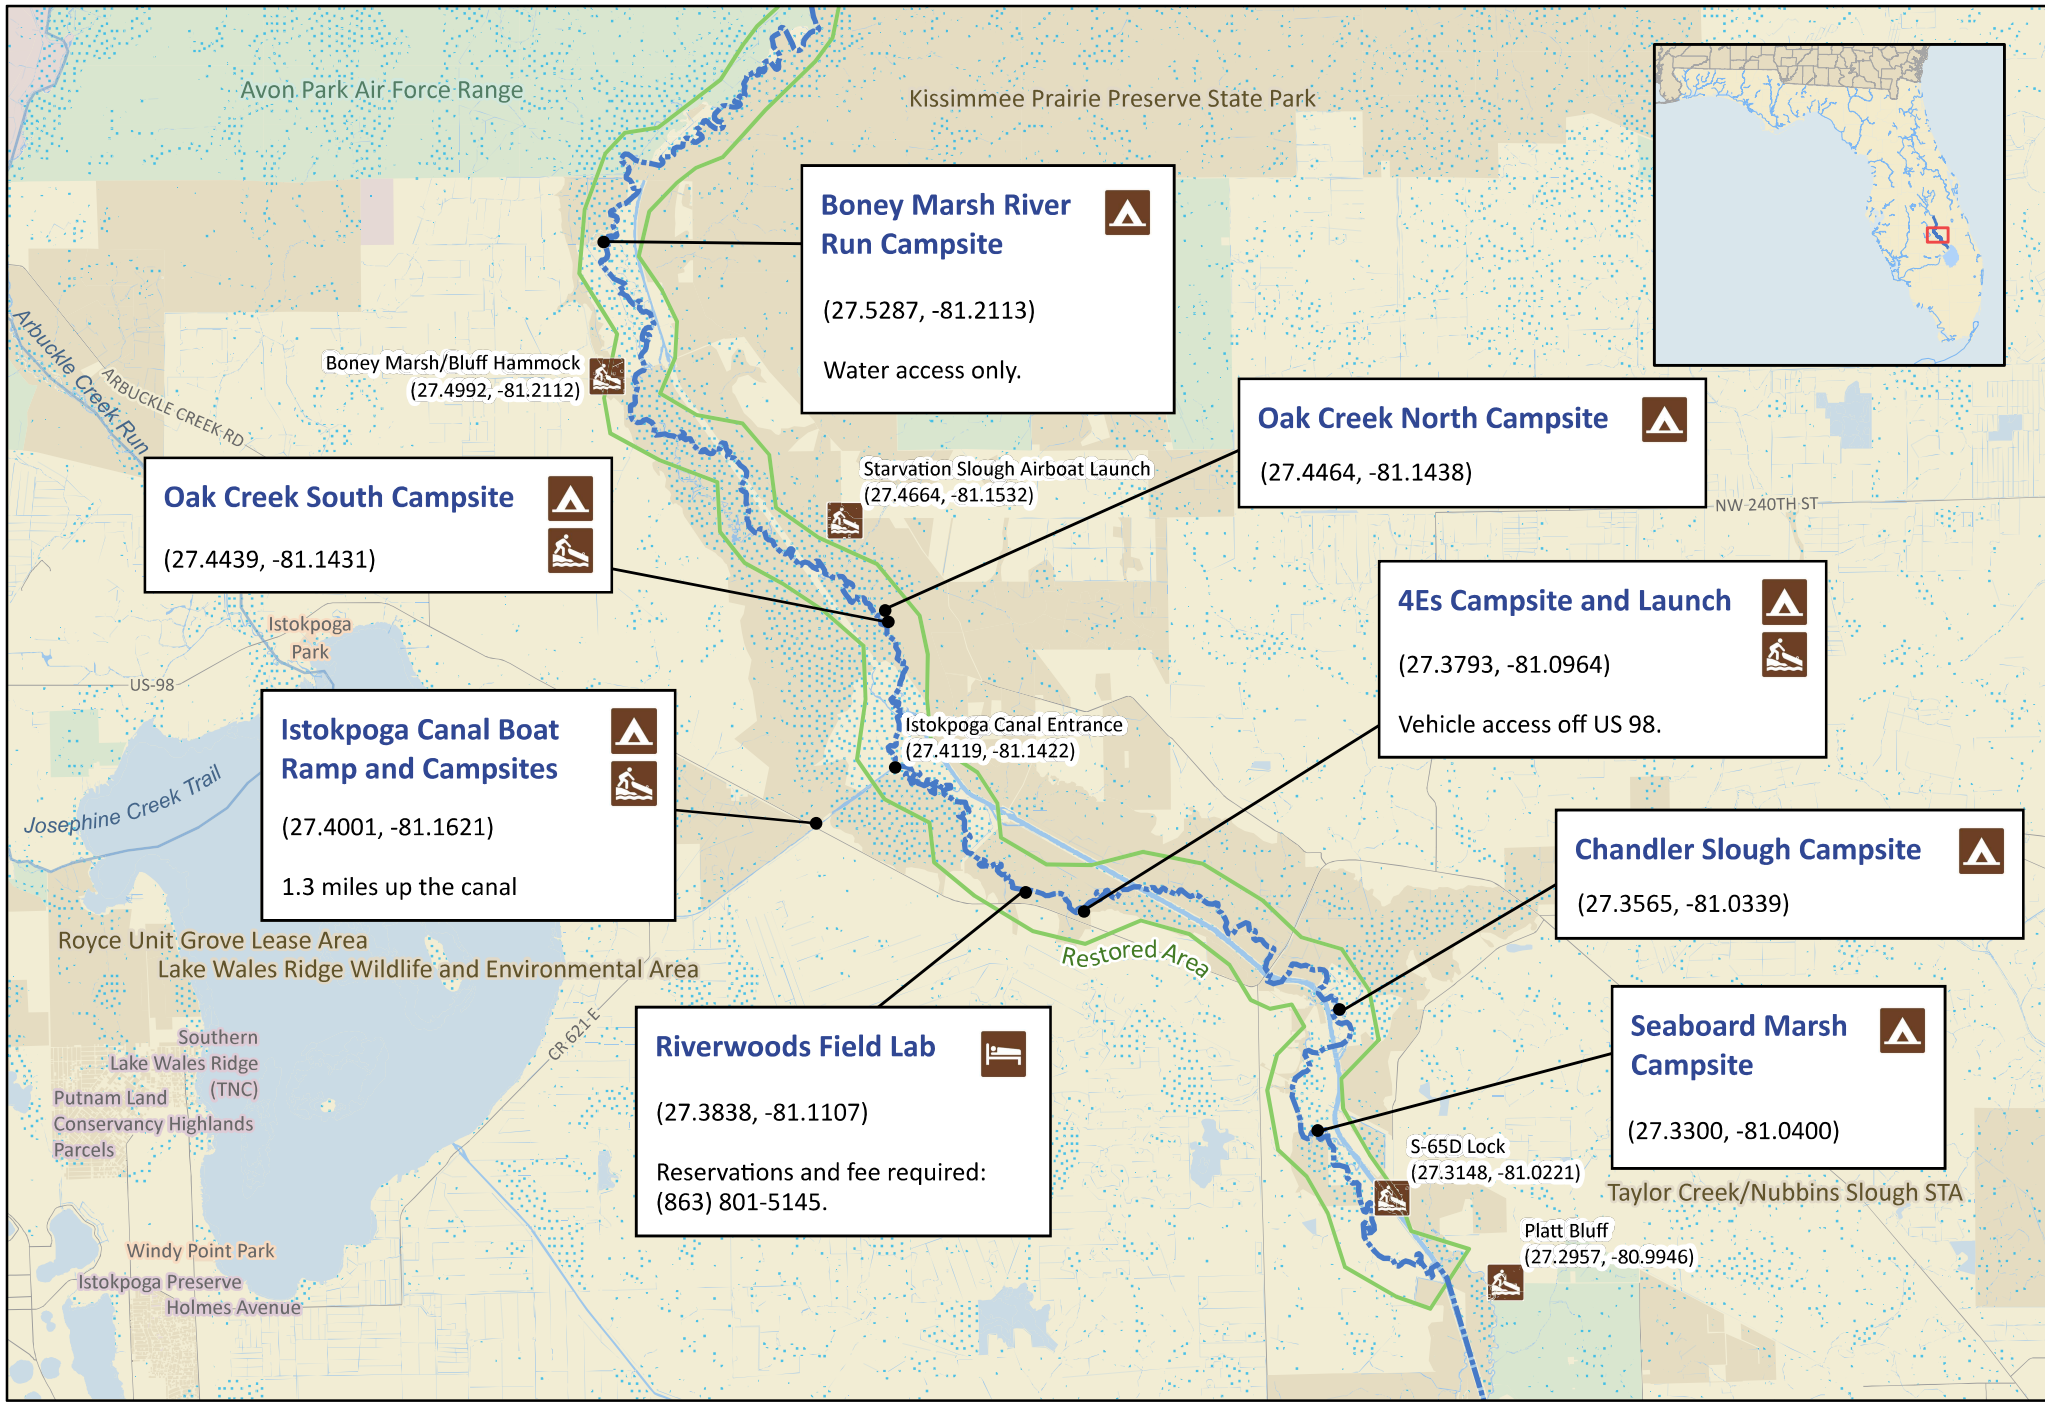 Avon Park Air Force Range
Kissimmee Prairie Preserve State Park
Boney Marsh River
Run Campsite
(27.5287, -81.2113)
Water access only.
Arbuckle Creek Run
ARBUCKLE CREEK RD
Boney Marsh/Bluff Hammock
(27.4992, -81.2112)
Oak Creek North Campsite
(27.4464, -81.1438)
Starvation Slough Airboat Launch
(27.4664, -81.1532)
NW 240TH ST
Oak Creek South Campsite
(27.4439, -81.1431)
4Es Campsite and Launch
(27.3793, -81.0964)
Vehicle access off US 98.
Istokpoga
Park
US-98
Istokpoga Canal Boat
Ramp and Campsites
(27.4001, -81.1621)
1.3 miles up the canal
Istokpoga Canal Entrance
(27.4119, -81.1422)
Josephine Creek Trail
Chandler Slough Campsite
(27.3565, -81.0339)
Royce Unit Grove Lease Area
Lake Wales Ridge Wildlife and Environmental Area
Restored Area
CR 621 E
Riverwoods Field Lab
(27.3838, -81.1107)
Reservations and fee required:
(863) 801-5145.
Seaboard Marsh
Campsite
(27.3300, -81.0400)
Southern
Lake Wales Ridge
(TNC)
Putnam Land
Conservancy Highlands
Parcels
S-65D Lock
(27.3148, -81.0221)
Taylor Creek/Nubbins Slough STA
Platt Bluff
(27.2957, -80.9946)
Windy Point Park
Istokpoga Preserve
Holmes Avenue